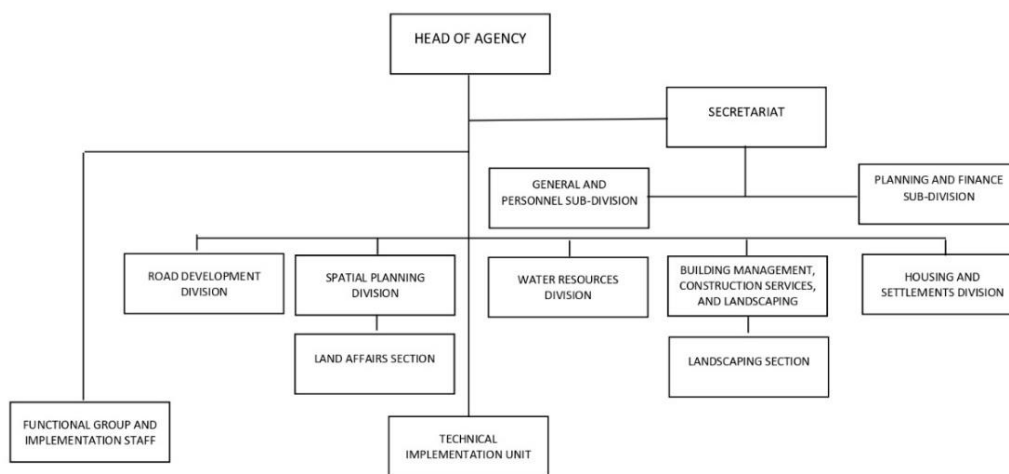 HEAD OF AGENCY
SECRETARIAT
GENERAL AND
PERSONNEL SUB-DIVISION
PLANNING AND FINANCE
SUB-DIVISION
ROAD DEVELOPMENT
DIVISION
SPATIAL PLANNING
DIVISION
WATER RESOURCES
DIVISION
BUILDING MANAGEMENT,
CONSTRUCTION SERVICES,
AND LANDSCAPING
HOUSING AND
SETTLEMENTS DIVISION
LAND AFFAIRS SECTION
LANDSCAPING SECTION
FUNCTIONAL GROUP AND
IMPLEMENTATION STAFF
TECHNICAL
IMPLEMENTATION UNIT